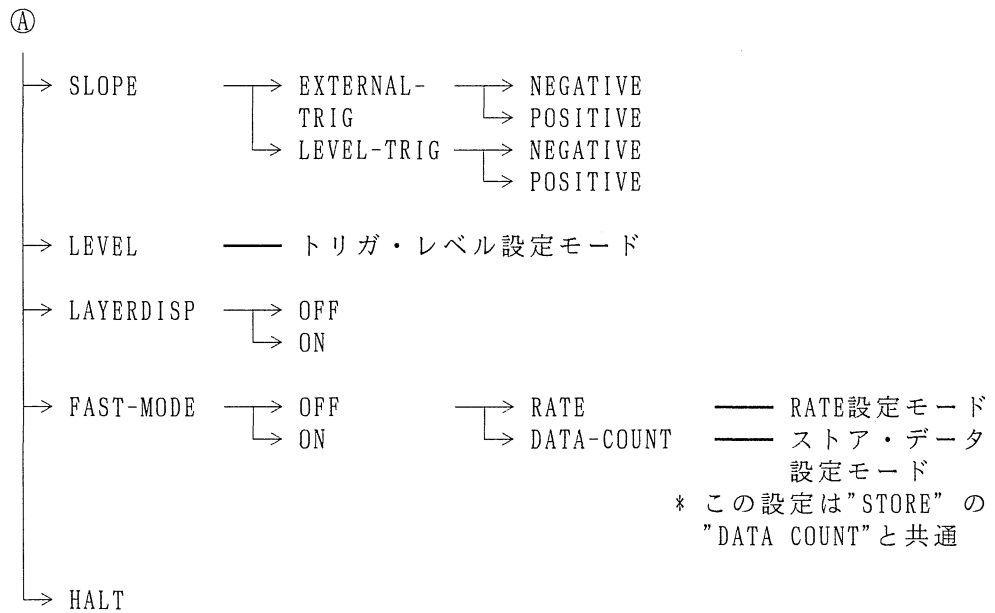 Ⓐ
SLOPE EXTERNAL- NEGATIVE
TRIG POSITIVE
LEVEL-TRIG NEGATIVE
POSITIVE
LEVEL トリガ・レベル設定モード
LAYERDISP OFF
ON
FAST-MODE OFF RATE RATE設定モード
ON DATA-COUNT ストア・データ
設定モード
* この設定は"STORE" の
"DATA COUNT"と共通
HALT